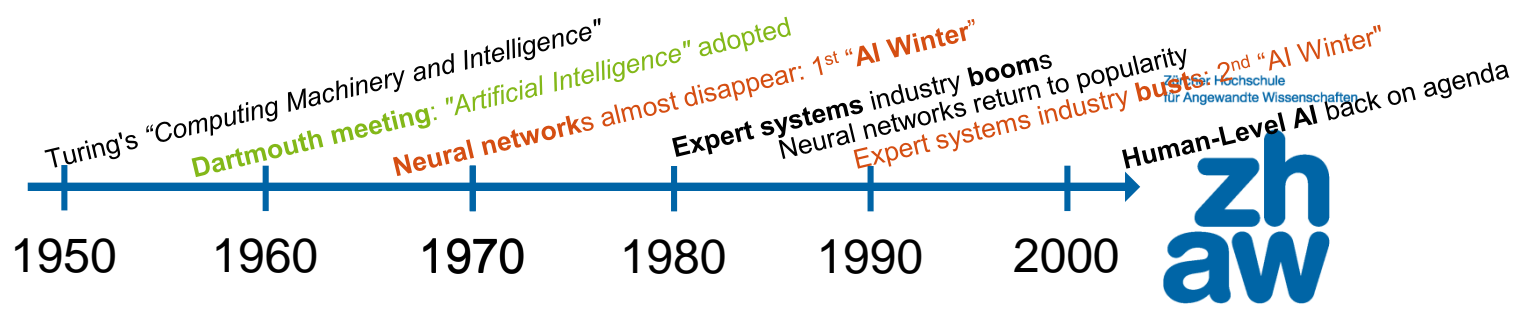 Turing's “Computing Machinery and Intelligence"
Dartmouth meeting: "Artificial Intelligence" adopted
Neural networks almost disappear: 1st “AI Winter”
Expert systems industry booms
Neural networks return to popularity
Expert systems industry busts: 2nd “AI Winter"
Human-Level AI back on agenda
Zürcher Hochschule
für Angewandte Wissenschaften
zh
aw
1950 1960 1970 1980 1990 2000